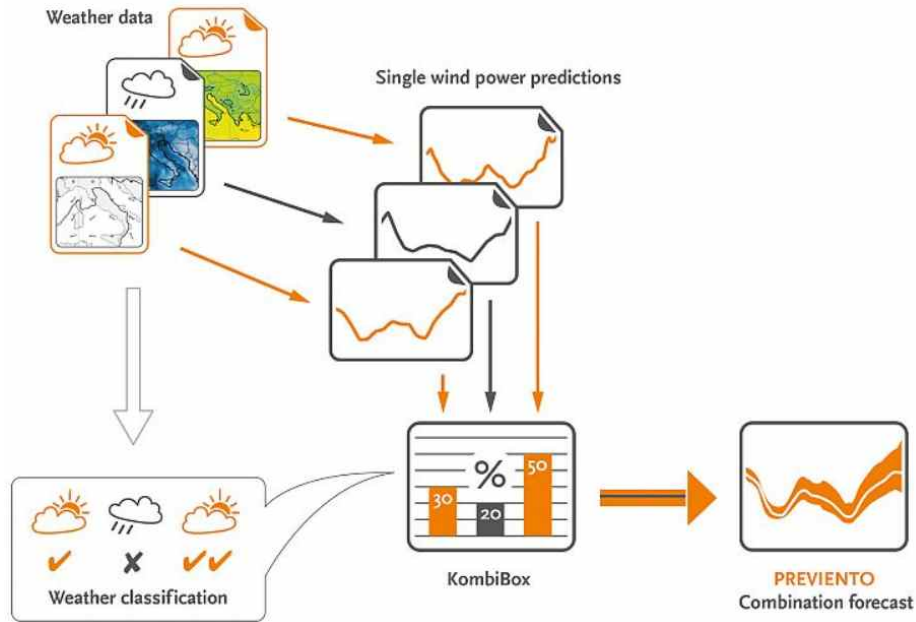 Weather data
Single wind power predictions
%
30
20
50
Weather classification
KombiBox
PREVIENTO
Combination forecast